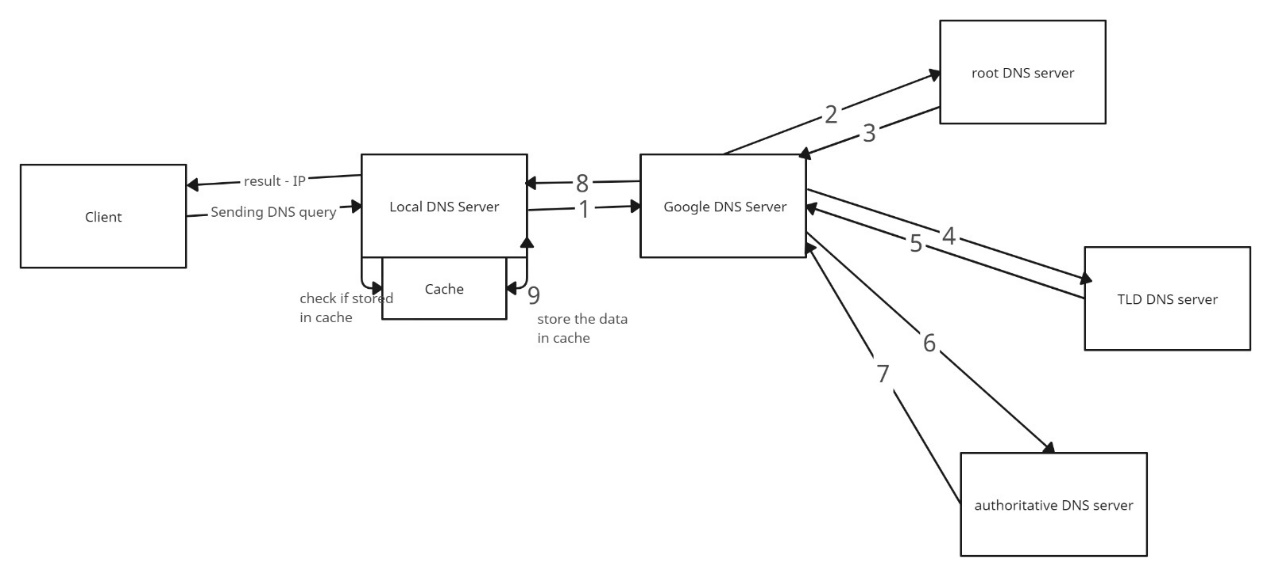 root DNS server
2
3
result - IP
8
Client
Sending DNS query
Local DNS Server
1
Google DNS Server
4
5
Cache
check if stored
in cache
9
store the data
in cache
TLD DNS server
6
7
authoritative DNS server